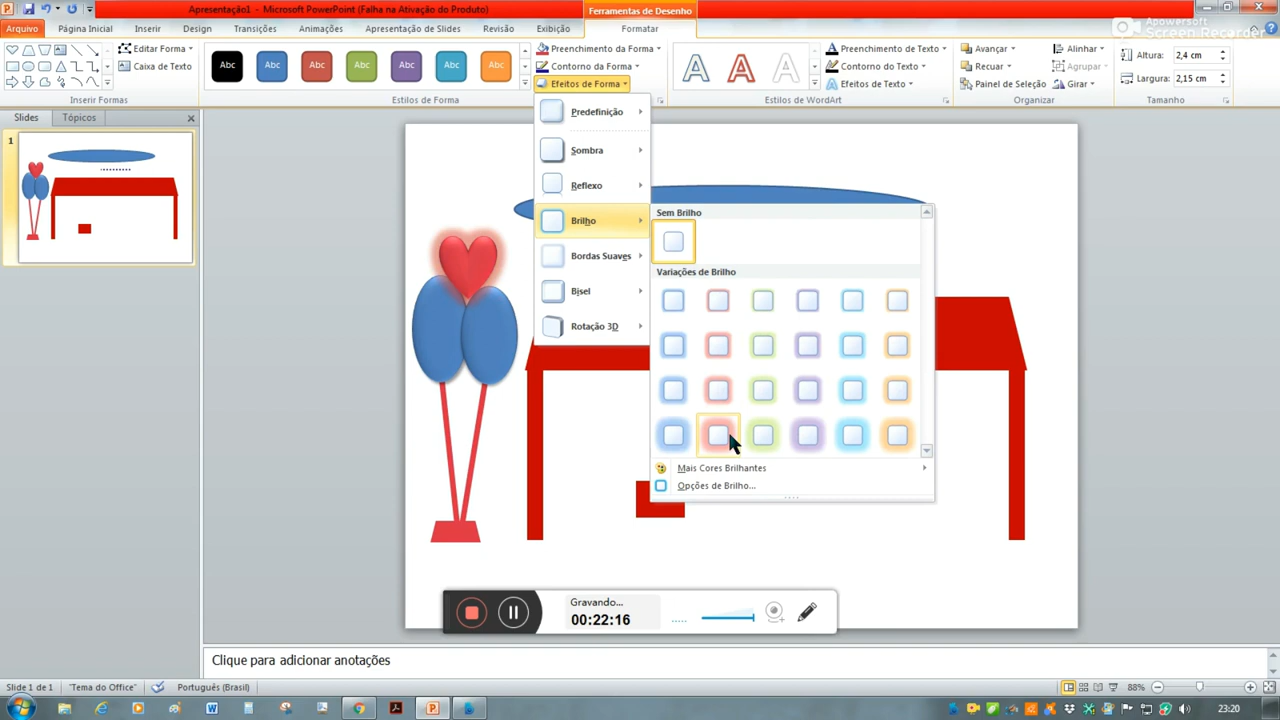 Apresentação1 - Microsoft PowerPoint (Falha na Ativação do Produto)
Ferramentas de Desenho
Arquivo
Página Inicial
Inserir
Design
Transições
Animações
Apresentação de Slides
Revisão
Exibição
Formatar
Apowersoft
Screen Recorder
Editar Forma
Caixa de Texto
Inserir Formas
Abc
Abc
Abc
Abc
Abc
Abc
Abc
Estilos de Forma
Preenchimento da Forma
Contorno da Forma
Efeitos de Forma
A
A
A
Estilos de WordArt
Preenchimento de Texto
Contorno do Texto
Efeitos de Texto
Avançar
Recuar
Painel de Seleção
Alinhar
Agrupar
Girar
Organizar
Altura: 2,4 cm
Largura: 2,15 cm
Tamanho
Slides
Tópicos
1
Predefinição
Sombra
Reflexo
Brilho
Bordas Suaves
Bisel
Rotação 3D
Sem Brilho
Variações de Brilho
Mais Cores Brilhantes
Opções de Brilho...
Gravando...
00:22:16
Clique para adicionar anotações
Slide 1 de 1
"Tema do Office"
Português (Brasil)
88%
23:20